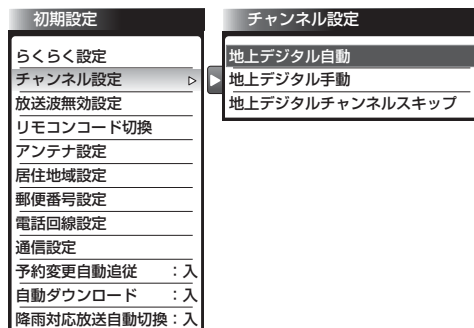 初期設定
らくらく設定
チャンネル設定
放送波無効設定
リモコンコード切換
アンテナ設定
居住地域設定
郵便番号設定
電話回線設定
通信設定
予約変更自動追従 ：入
自動ダウンロード ：入
降雨対応放送自動切換：入
チャンネル設定
地上デジタル自動
地上デジタル手動
地上デジタルチャンネルスキップ